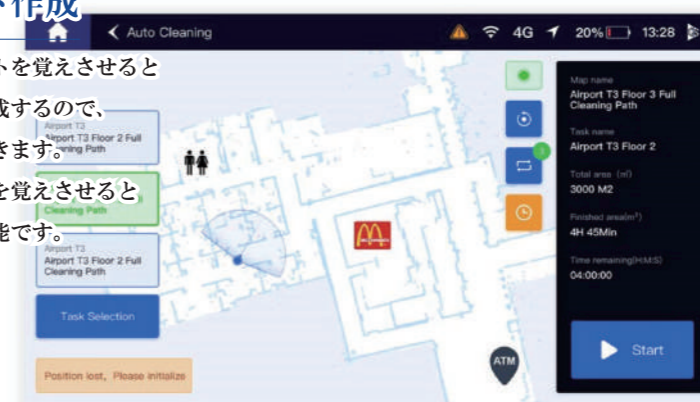 ト作成
Auto Cleaning
4G
20%
13:28
トを覚えさせると
成するので、
きます。
を覚えさせると
能です。
Airport T3
Airport T3 Floor 2 Full
Cleaning Path
Cleaning Path
Airport T3
Airport T3 Floor 2 Full
Cleaning Path
Task Selection
Position lost, Please initialize
ATM
Map name
Airport T3 Floor 3 Full
Cleaning Path
Task name
Airport T3 Floor 2
Total area (㎡)
3000 M2
Finished area(m²)
4H 45Min
Time remaining(H:M:S)
04:00:00
Start